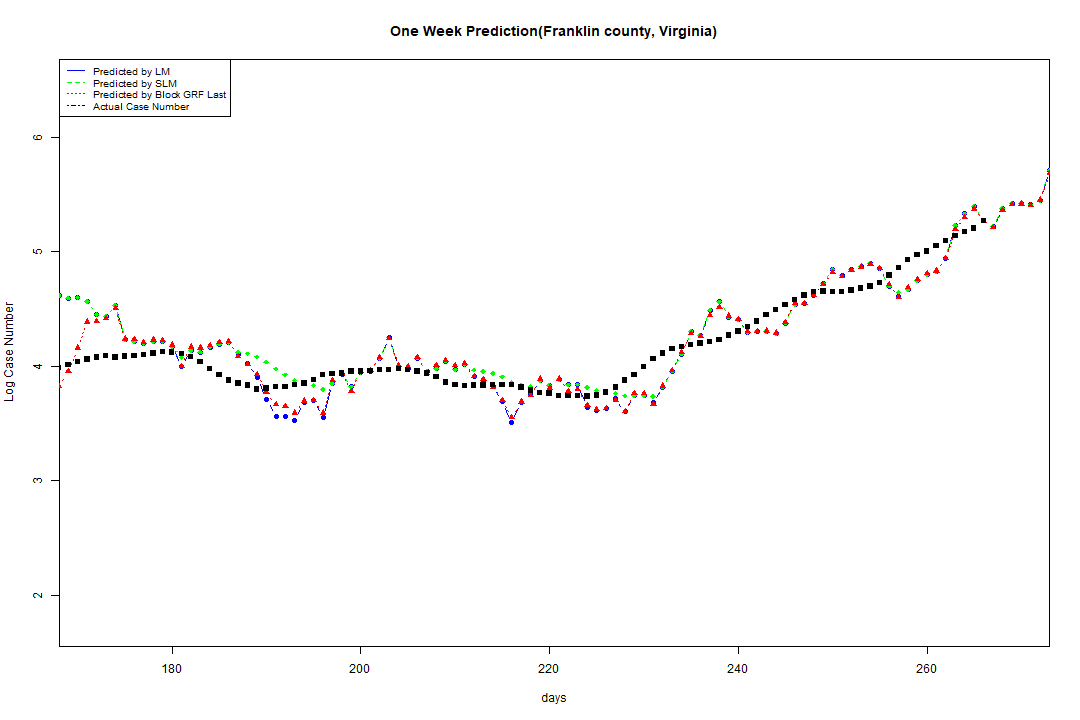 One Week Prediction(Franklin county, Virginia)
Predicted by LM
Predicted by SLM
Predicted by Block GRF Last
Actual Case Number
6
5
4
3
2
Log Case Number
180 200 220 240 260
days